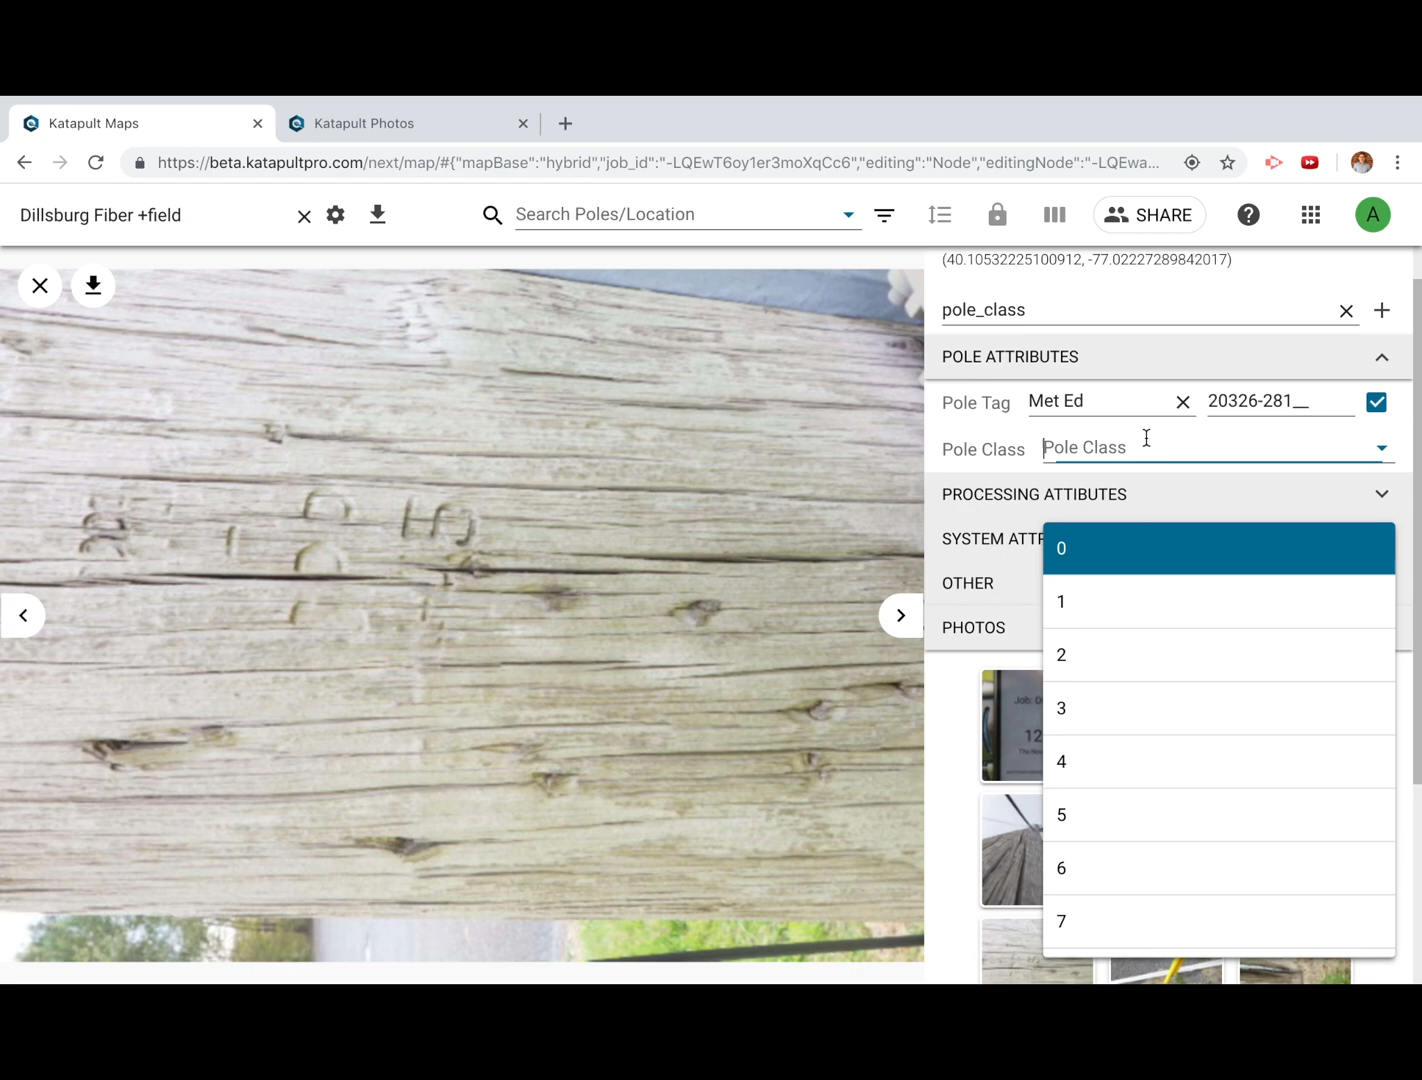 Katapult Maps
Katapult Photos
https://beta.katapultpro.com/next/map/#{"mapBase":"hybrid","job_id":"-LQEwT6oy1er3moXqCc6","editing":"Node","editingNode":"-LQEwa...
Dillsburg Fiber +field
Search Poles/Location
SHARE
A
(40.10532225100912, -77.02227289842017)
pole_class
POLE ATTRIBUTES
Pole Tag Met Ed 20326-281__
Pole Class Pole Class
PROCESSING ATTIBUTES
SYSTEM ATTR
OTHER
PHOTOS
0
1
2
3
4
5
6
7
Job: D
12